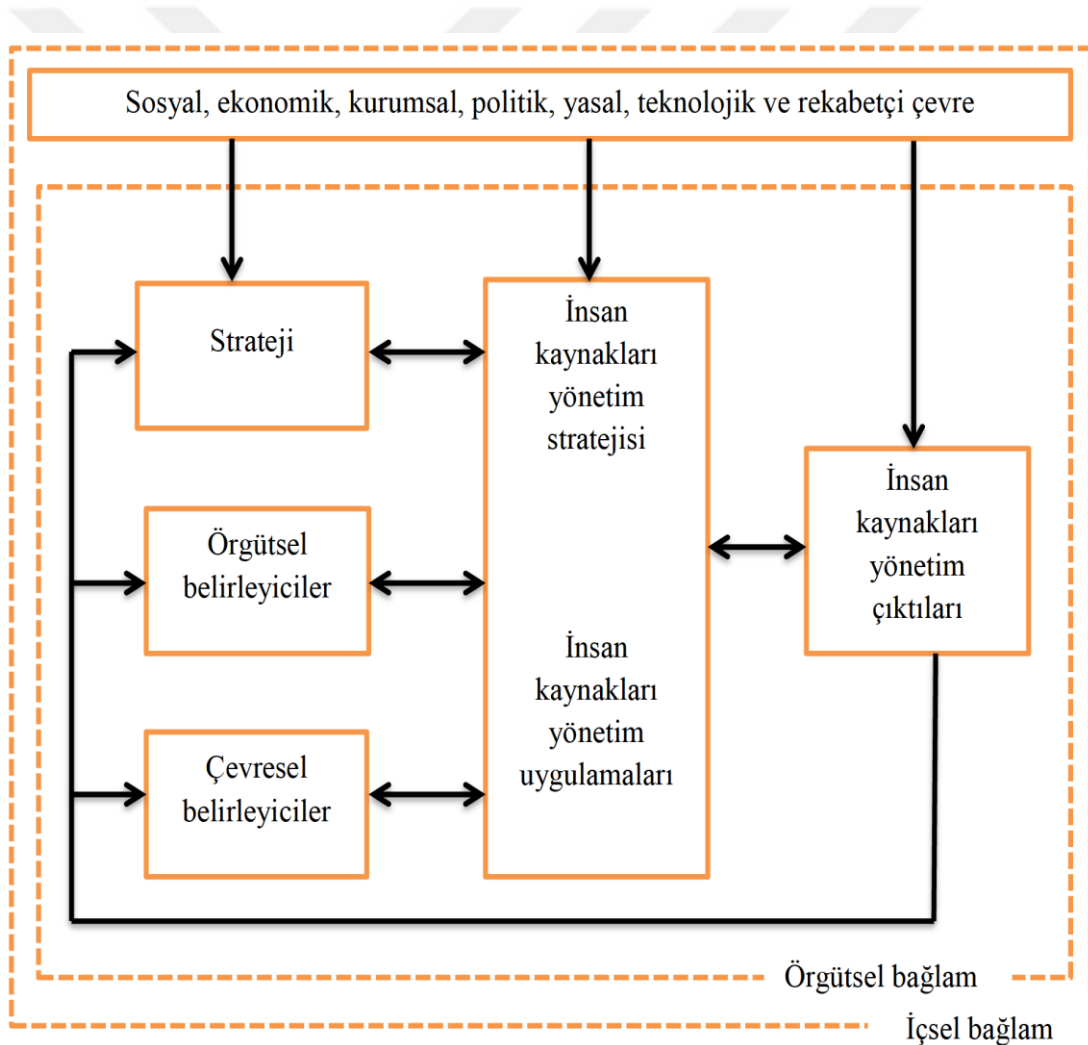 Sosyal, ekonomik, kurumsal, politik, yasal, teknolojik ve rekabetçi çevre
Strateji
İnsan
kaynakları
yönetim
stratejisi
Örgütsel
belirleyiciler
Çevresel
belirleyiciler
İnsan
kaynakları
yönetim
uygulamaları
İnsan
kaynakları
yönetim
çıktıları
Örgütsel bağlam
İçsel bağlam